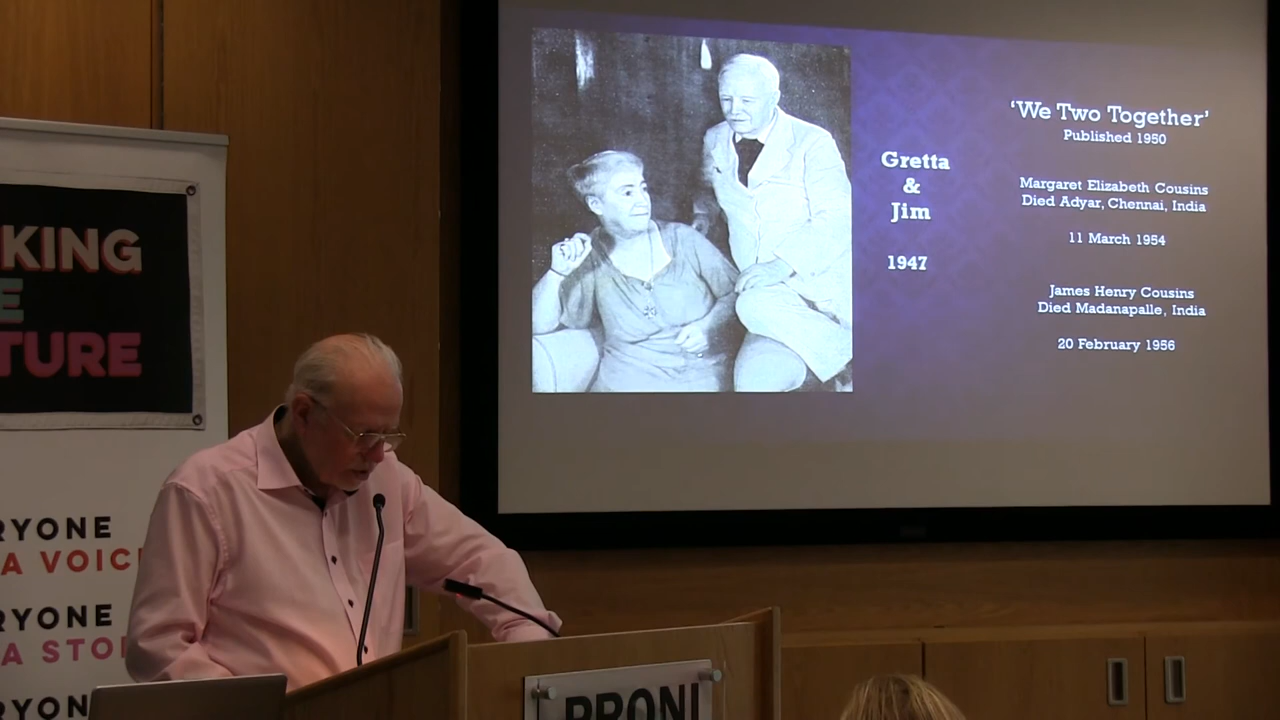 KING
E
TURE
RYONE
A VOIC
RYONE
A STO
RYON
Gretta
&
Jim
1947
‘We Two Together’
Published 1950
Margaret Elizabeth Cousins
Died Adyar, Chennai, India
11 March 1954
James Henry Cousins
Died Madanapalle, India
20 February 1956
PRONI